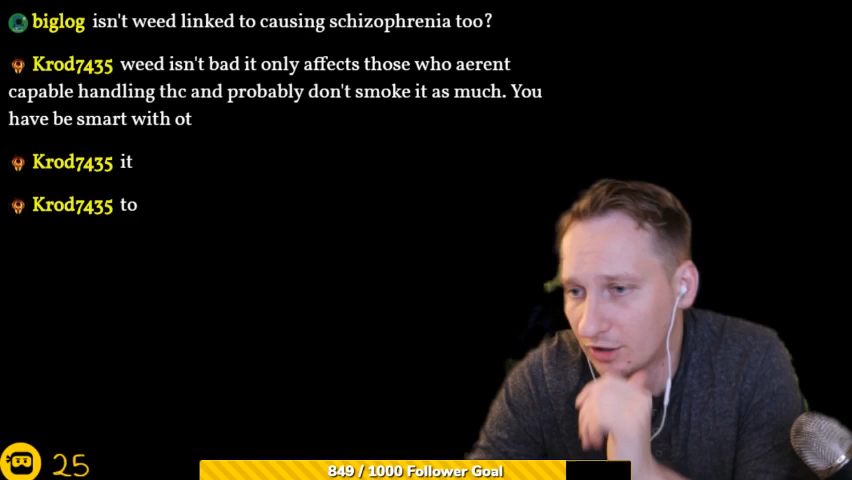 biglog isn't weed linked to causing schizophrenia too?
Krod7435 weed isn't bad it only affects those who aerent
capable handling thc and probably don't smoke it as much. You
have be smart with ot
Krod7435 it
Krod7435 to
25
849 / 1000 Follower Goal